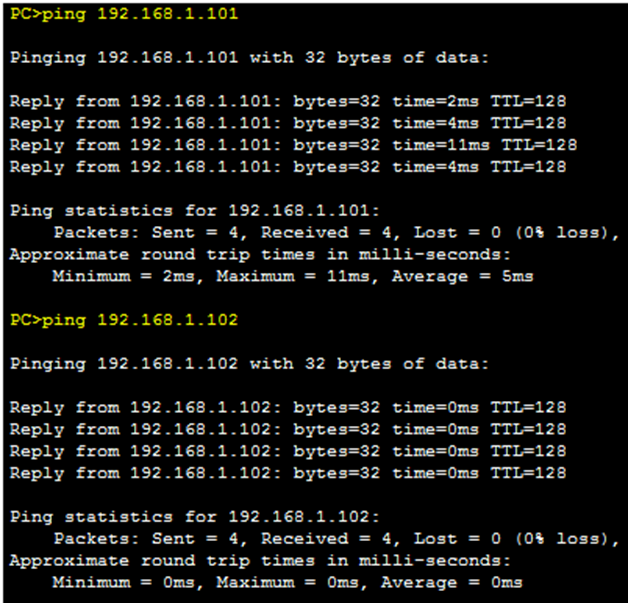 PC>ping 192.168.1.101
Pinging 192.168.1.101 with 32 bytes of data:
Reply from 192.168.1.101: bytes=32 time=2ms TTL=128
Reply from 192.168.1.101: bytes=32 time=4ms TTL=128
Reply from 192.168.1.101: bytes=32 time=11ms TTL=128
Reply from 192.168.1.101: bytes=32 time=4ms TTL=128
Ping statistics for 192.168.1.101:
Packets: Sent = 4, Received = 4, Lost = 0 (0% loss),
Approximate round trip times in milli-seconds:
Minimum = 2ms, Maximum = 11ms, Average = 5ms
PC>ping 192.168.1.102
Pinging 192.168.1.102 with 32 bytes of data:
Reply from 192.168.1.102: bytes=32 time=0ms TTL=128
Reply from 192.168.1.102: bytes=32 time=0ms TTL=128
Reply from 192.168.1.102: bytes=32 time=0ms TTL=128
Reply from 192.168.1.102: bytes=32 time=0ms TTL=128
Ping statistics for 192.168.1.102:
Packets: Sent = 4, Received = 4, Lost = 0 (0% loss),
Approximate round trip times in milli-seconds:
Minimum = 0ms, Maximum = 0ms, Average = 0ms